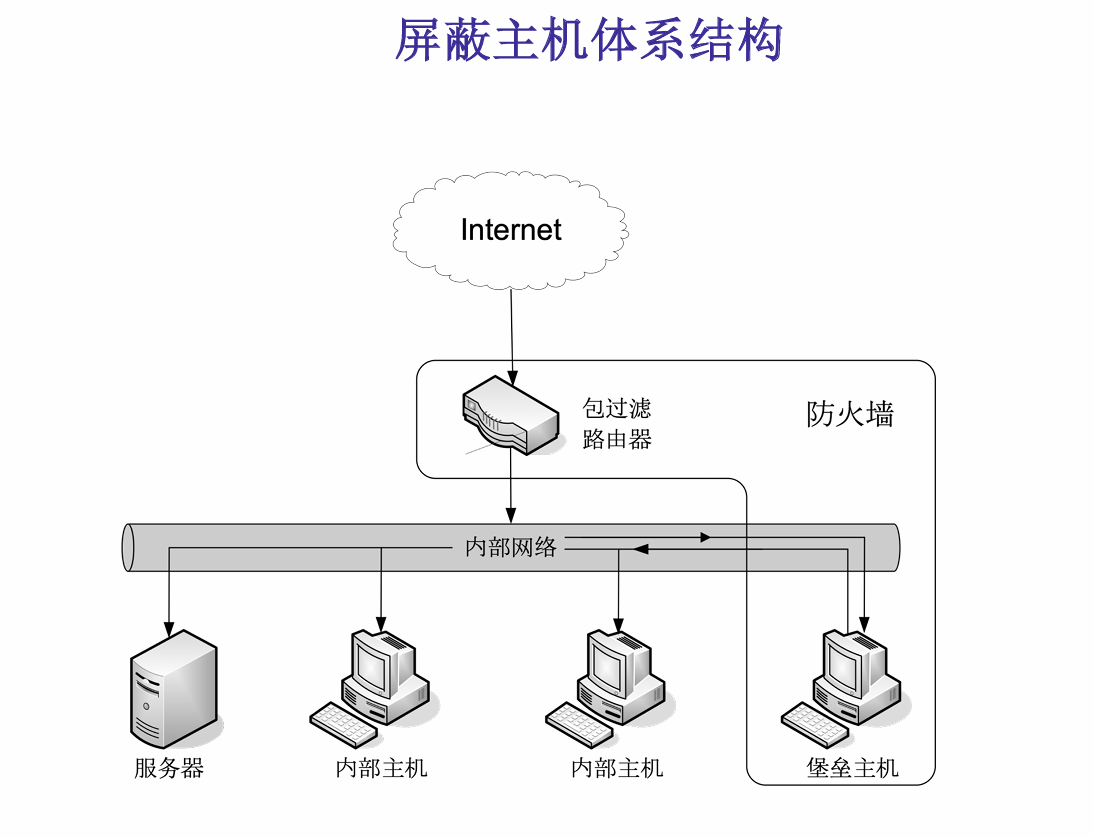 屏蔽主机体系结构
Internet
包过滤
路由器
防火墙
内部网络
服务器
内部主机
内部主机
堡垒主机